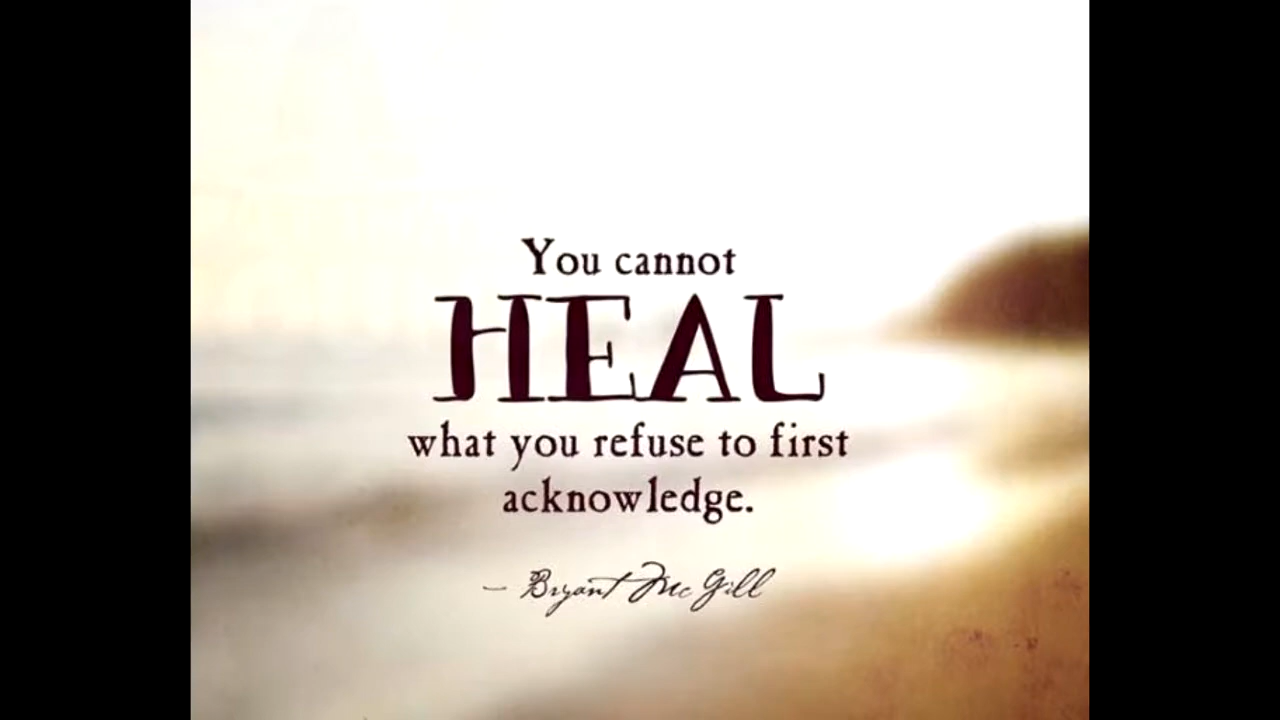 You cannot
HEAL
what you refuse to first
acknowledge.
– Bryant McGill